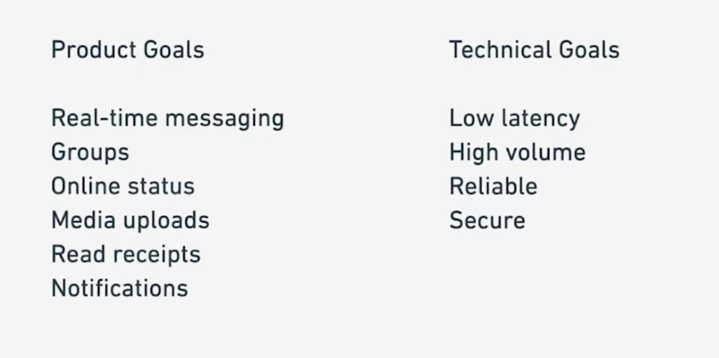 Product Goals
Real-time messaging
Groups
Online status
Media uploads
Read receipts
Notifications
Technical Goals
Low latency
High volume
Reliable
Secure